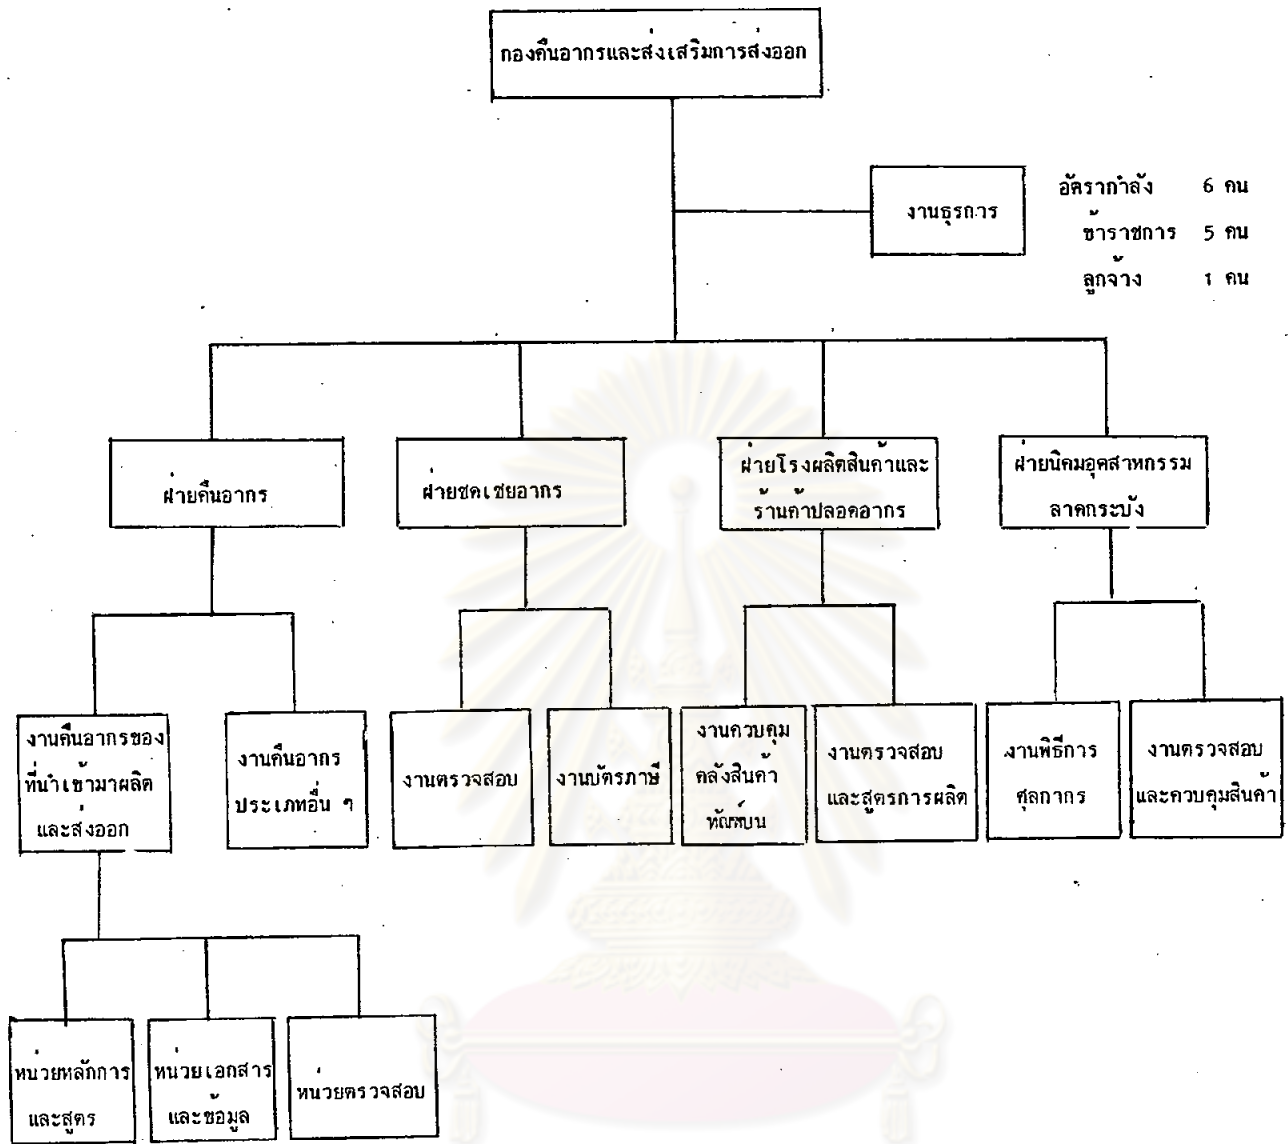 กองคืนอากรและส่งเสริมการส่งออก
งานธุรการ
อัตรากำลัง 6 คน
ข้าราชการ 5 คน
ลูกจ้าง 1 คน
ฝ่ายคืนอากร
ฝ่ายชดเชยอากร
ฝ่ายโรงผลิตสินค้าและ
ร้านค้าปลอดอากร
ฝ่ายนิคมอุตสาหกรรม
ลาดกระบัง
งานคืนอากรของ
ที่นำเข้ามาผลิต
และส่งออก
งานคืนอากร
ประเภทอื่น ๆ
งานตรวจสอบ
งานบัตรภาษี
งานควบคุม
คลังสินค้า
ทัณฑ์บน
งานตรวจสอบ
และสูตรการผลิต
งานพิธีการ
ศุลกากร
งานตรวจสอบ
และควบคุมสินค้า
หน่วยหลักการ
และสูตร
หน่วยเอกสาร
และข้อมูล
หน่วยตรวจสอบ